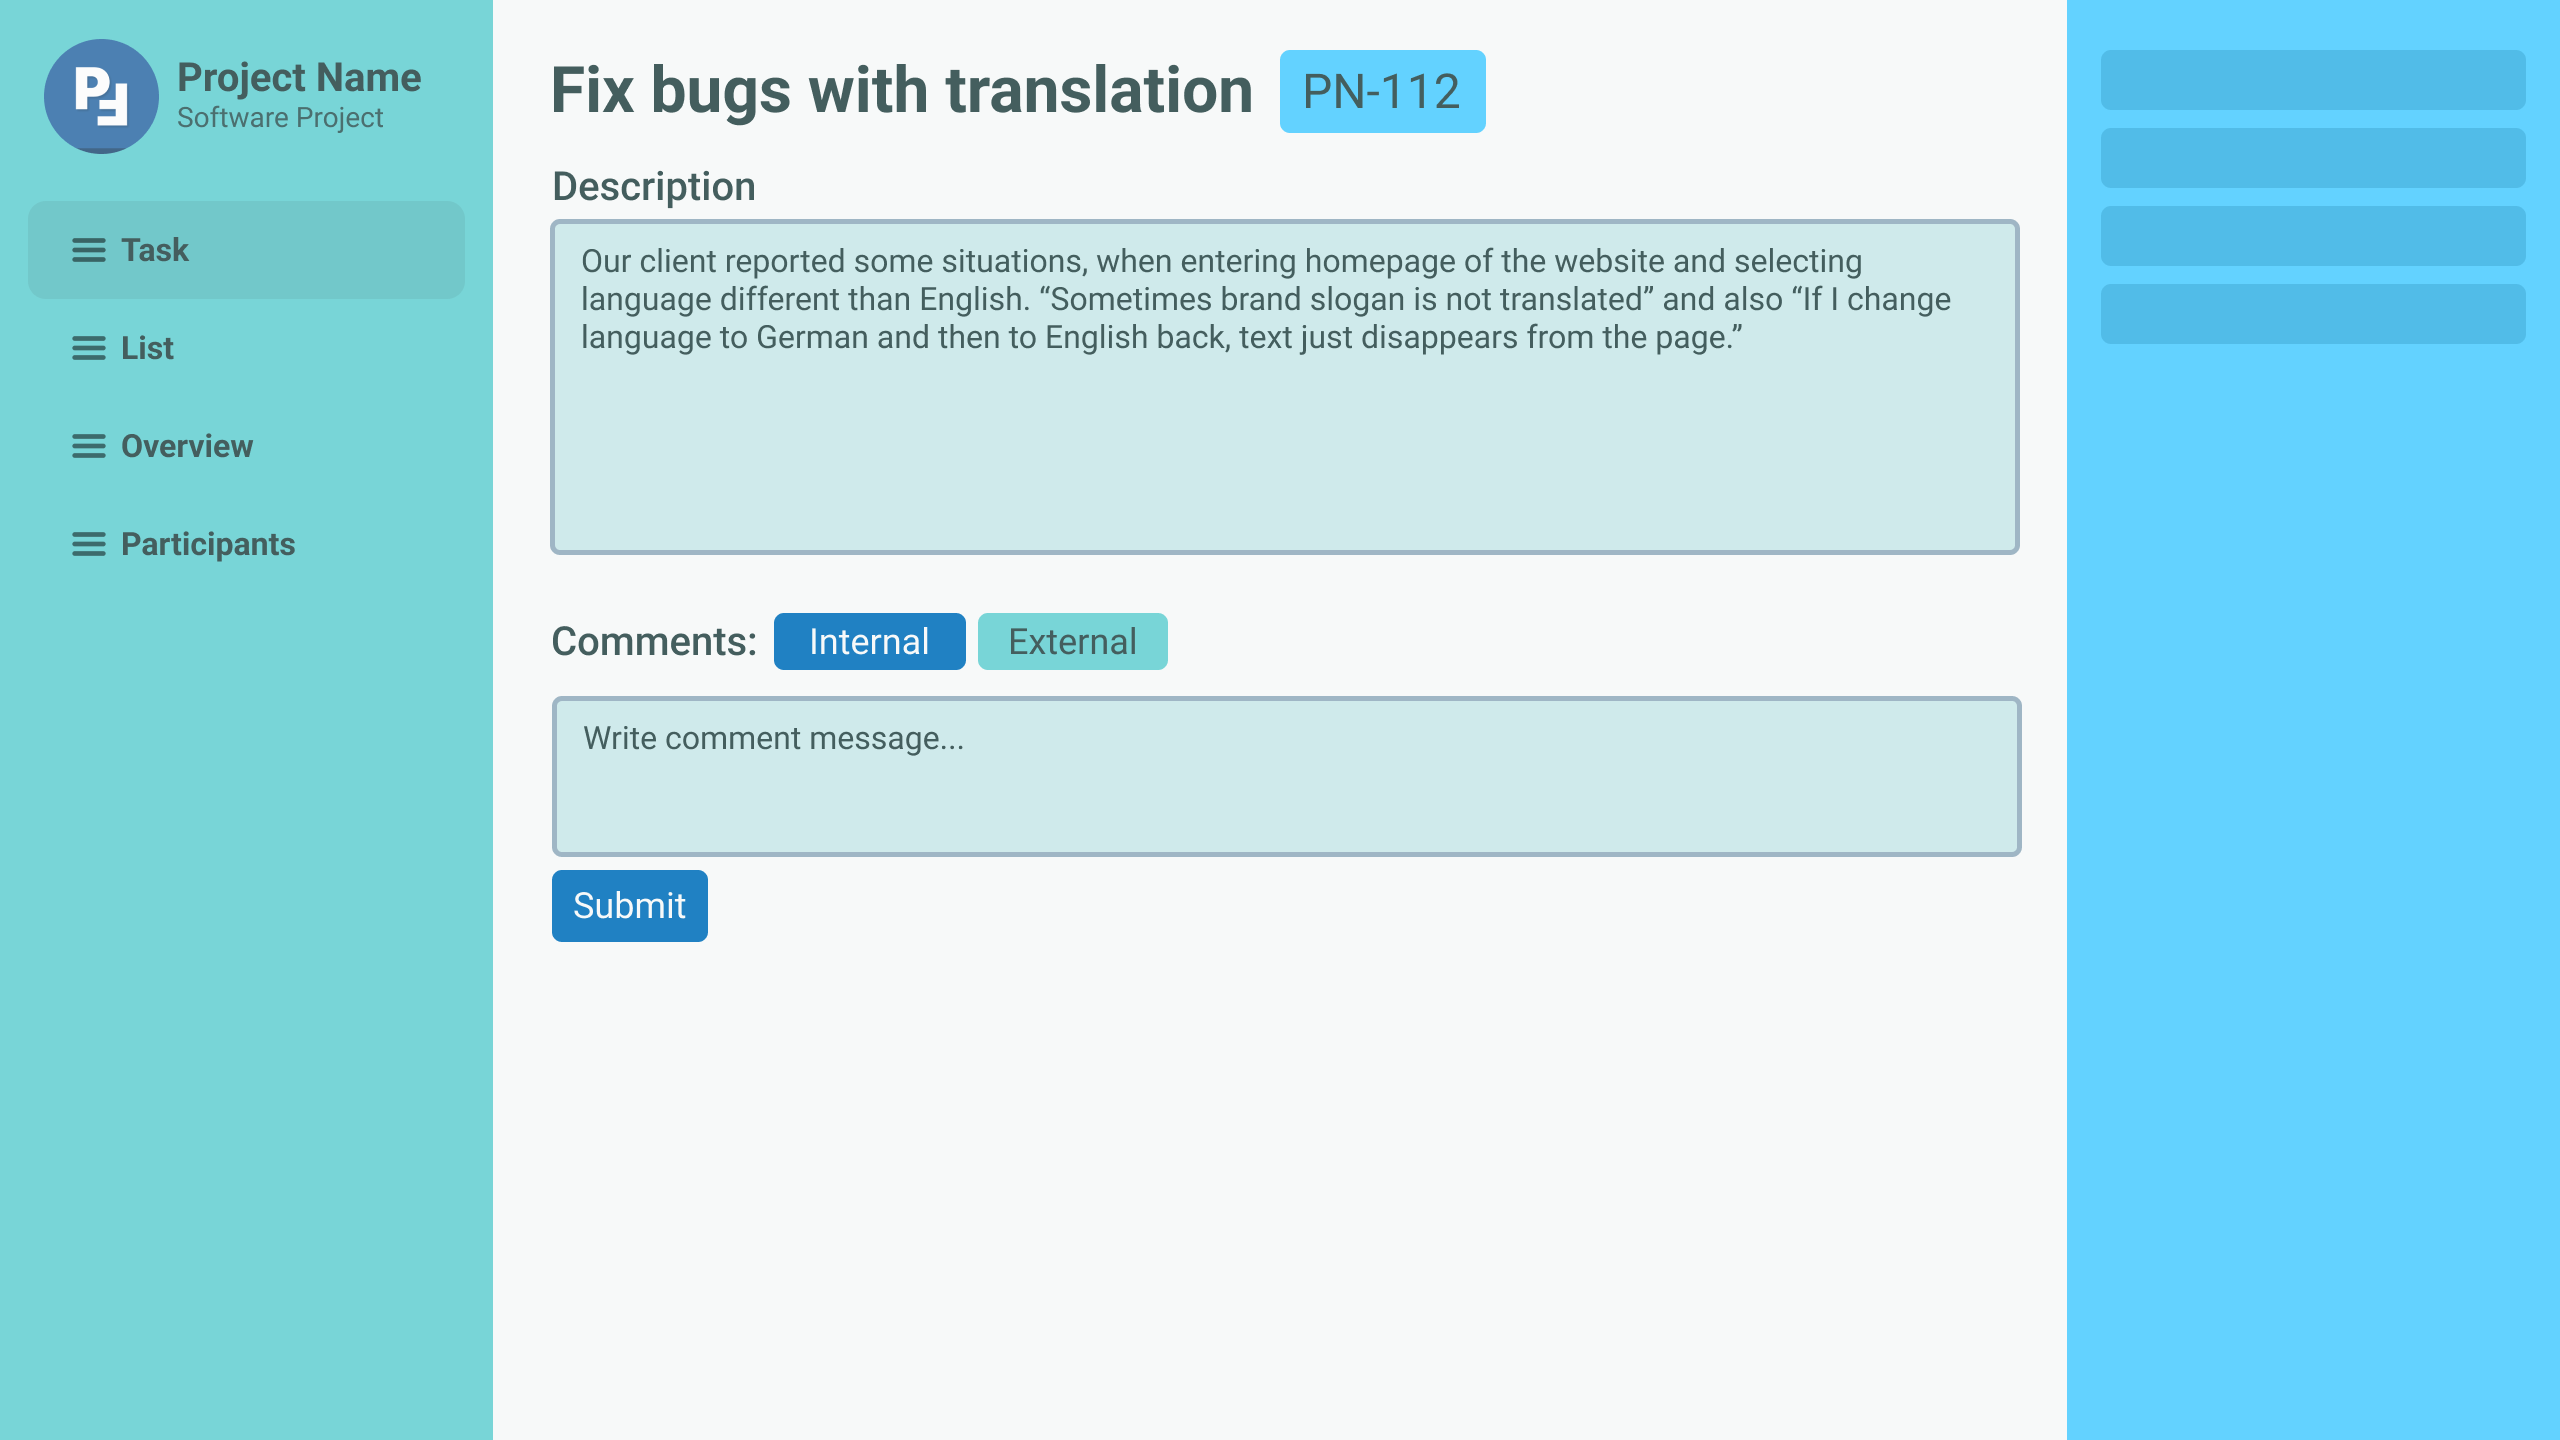 Project Name
Software Project
Task
List
Overview
Participants
Fix bugs with translation PN-112
Description
Our client reported some situations, when entering homepage of the website and selecting
language different than English. “Sometimes brand slogan is not translated” and also “If I change
language to German and then to English back, text just disappears from the page.”
Comments: Internal External
Write comment message...
Submit